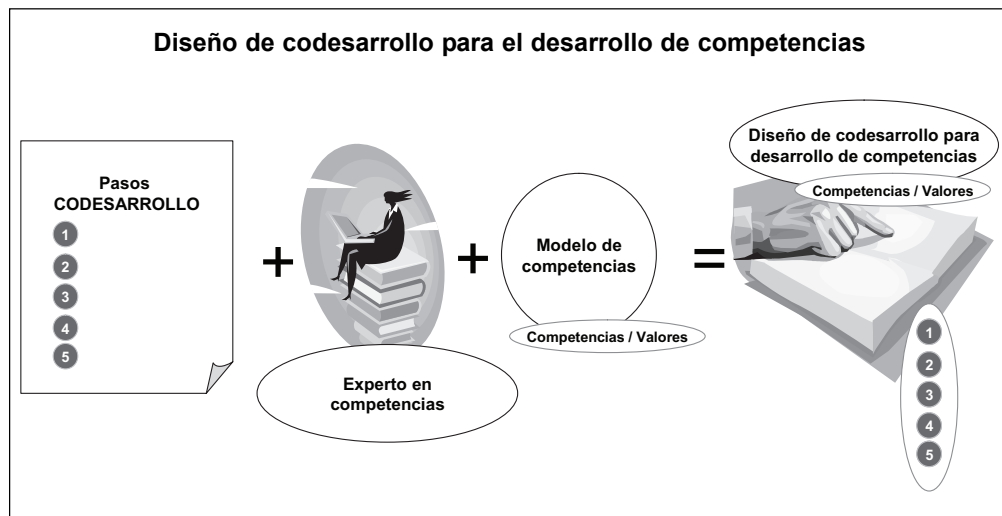 Diseño de codesarrollo para el desarrollo de competencias
Pasos
CODESARROLLO
1
2
3
4
5
+
Experto en
competencias
+
Modelo de
competencias
Competencias / Valores
=
Diseño de codesarrollo para
desarrollo de competencias
Competencias / Valores
1
2
3
4
5